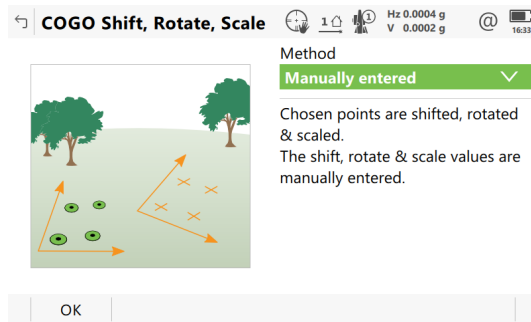 COGO Shift, Rotate, Scale
1
1
Hz 0.0004 g
V 0.0002 g
@
16:33
Method
Manually entered
Chosen points are shifted, rotated
& scaled.
The shift, rotate & scale values are
manually entered.
OK